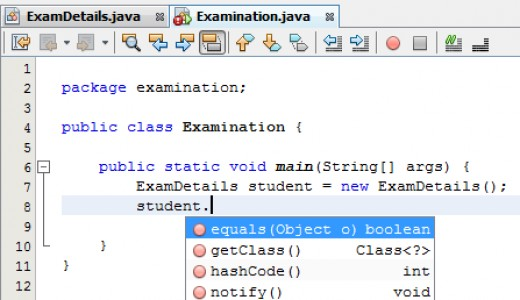 ExamDetails.java Examination.java
1
2 package examination;
3
4 public class Examination {
5
6 public static void main(String[] args) {
7 ExamDetails student = new ExamDetails();
8 student.
9 equals(Object o) boolean
10 } getClass() Class<?>
11 } hashCode() int
12 notify() void